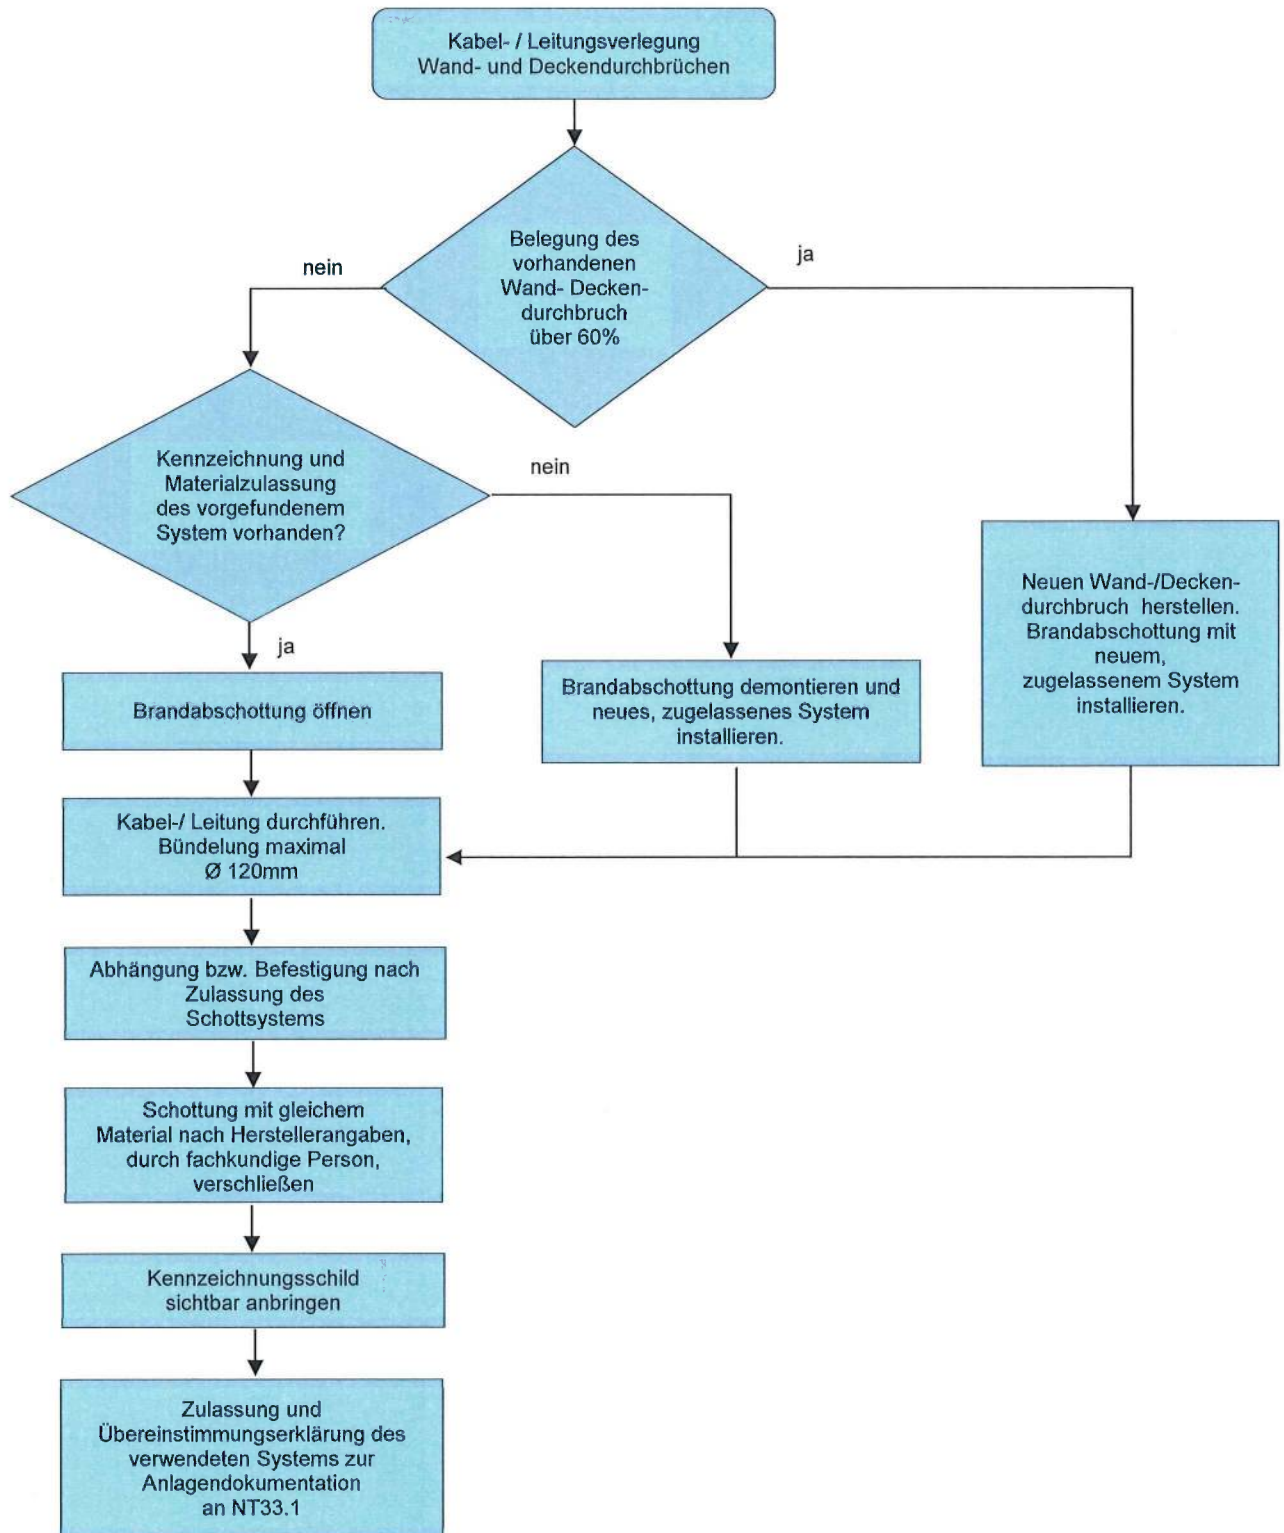 Kabel- / Leitungsverlegung
Wand- und Deckendurchbrüchen
Belegung des
vorhandenen
Wand- Decken-
durchbruch
über 60%
nein
ja
Kennzeichnung und
Materialzulassung
des vorgefundenem
System vorhanden?
nein
ja
Neuen Wand-/Decken-
durchbruch herstellen.
Brandabschottung mit
neuem,
zugelassenem System
installieren.
Brandabschottung demontieren und
neues, zugelassenes System
installieren.
Brandabschottung öffnen
Kabel-/ Leitung durchführen.
Bündelung maximal
Ø 120mm
Abhängung bzw. Befestigung nach
Zulassung des
Schottsystems
Schottung mit gleichem
Material nach Herstellerangaben,
durch fachkundige Person,
verschließen
Kennzeichnungsschild
sichtbar anbringen
Zulassung und
Übereinstimmungserklärung des
verwendeten Systems zur
Anlagendokumentation
an NT33.1